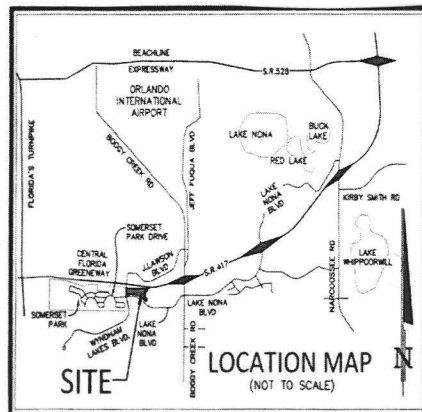 BEACHLINE
EXPRESSWAY
S.R.528
ORLANDO
INTERNATIONAL
AIRPORT
FLORIDA'S TURNPIKE
BOGGY CREEK RD
JEFF FUQUA BLVD
LAKE NONA
BUCK
LAKE
RED LAKE
LAKE
NONA
BLVD
KIRBY SMITH RD
NARCOOSSEE RD
LAKE
WHIPPOORWILL
SOMERSET
PARK DRIVE
CENTRAL
FLORIDA
GREENEWAY
J.LAWSON BLVD
S.R.417
SOMERSET
PARK
WYNDHAM
LAKES BLVD.
LAKE
NONA
BLVD
LAKE NONA
BLVD
BOGGY CREEK RD
SITE
LOCATION MAP
(NOT TO SCALE)
N